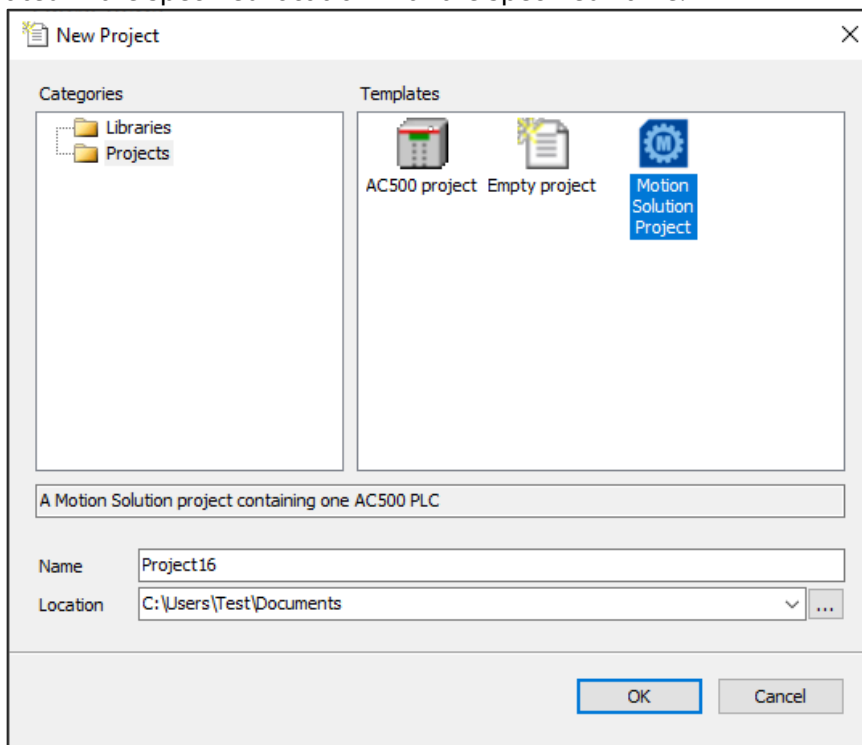 New Project
Categories
Templates
Libraries
Projects
AC500 project
Empty project
Motion
Solution
Project
A Motion Solution project containing one AC500 PLC
Name
Project16
Location
C:\Users\Test\Documents
...
OK
Cancel